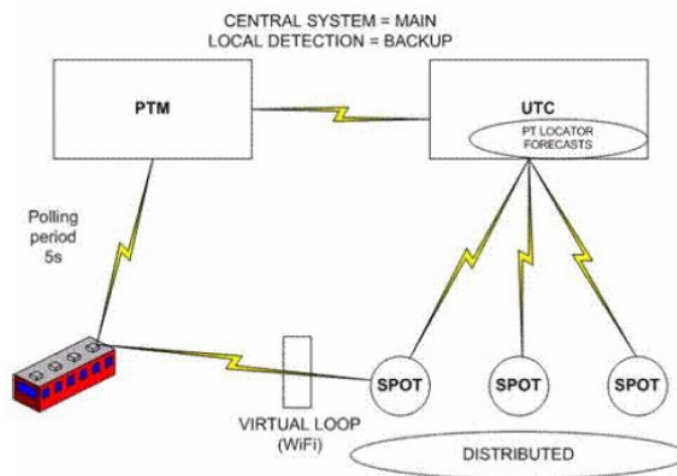 CENTRAL SYSTEM = MAIN
LOCAL DETECTION = BACKUP
PTM
UTC
PT LOCATOR
FORECASTS
Polling
period
5s
SPOT
SPOT
SPOT
VIRTUAL LOOP
(WiFi)
DISTRIBUTED